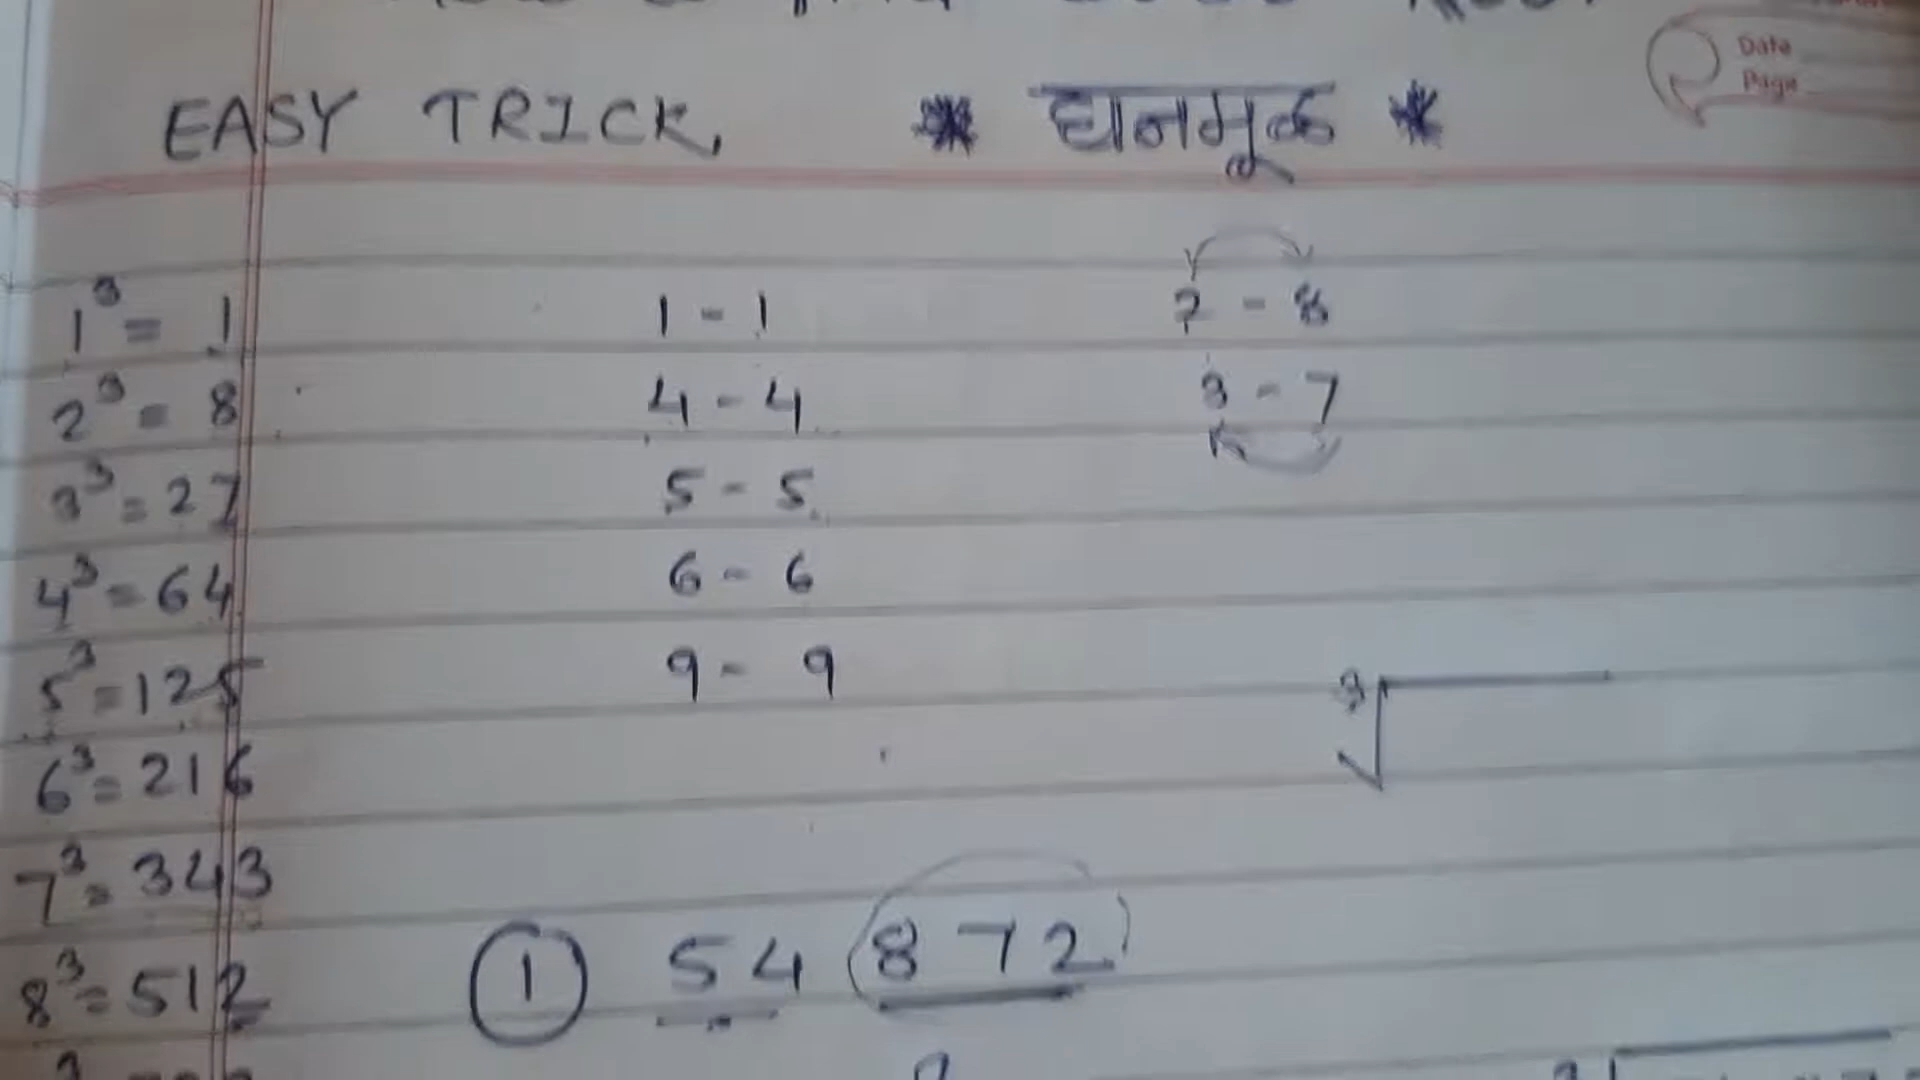 Date
Page
EASY TRICK, * घानमूल *
1³ = 1
2³ = 8
3³ = 27
4³ = 64
5³ = 125
6³ = 216
7³ = 343
8³ = 512
1 - 1
4 - 4
5 - 5
6 - 6
9 - 9
2 - 8
3 - 7
3√
① 54 872